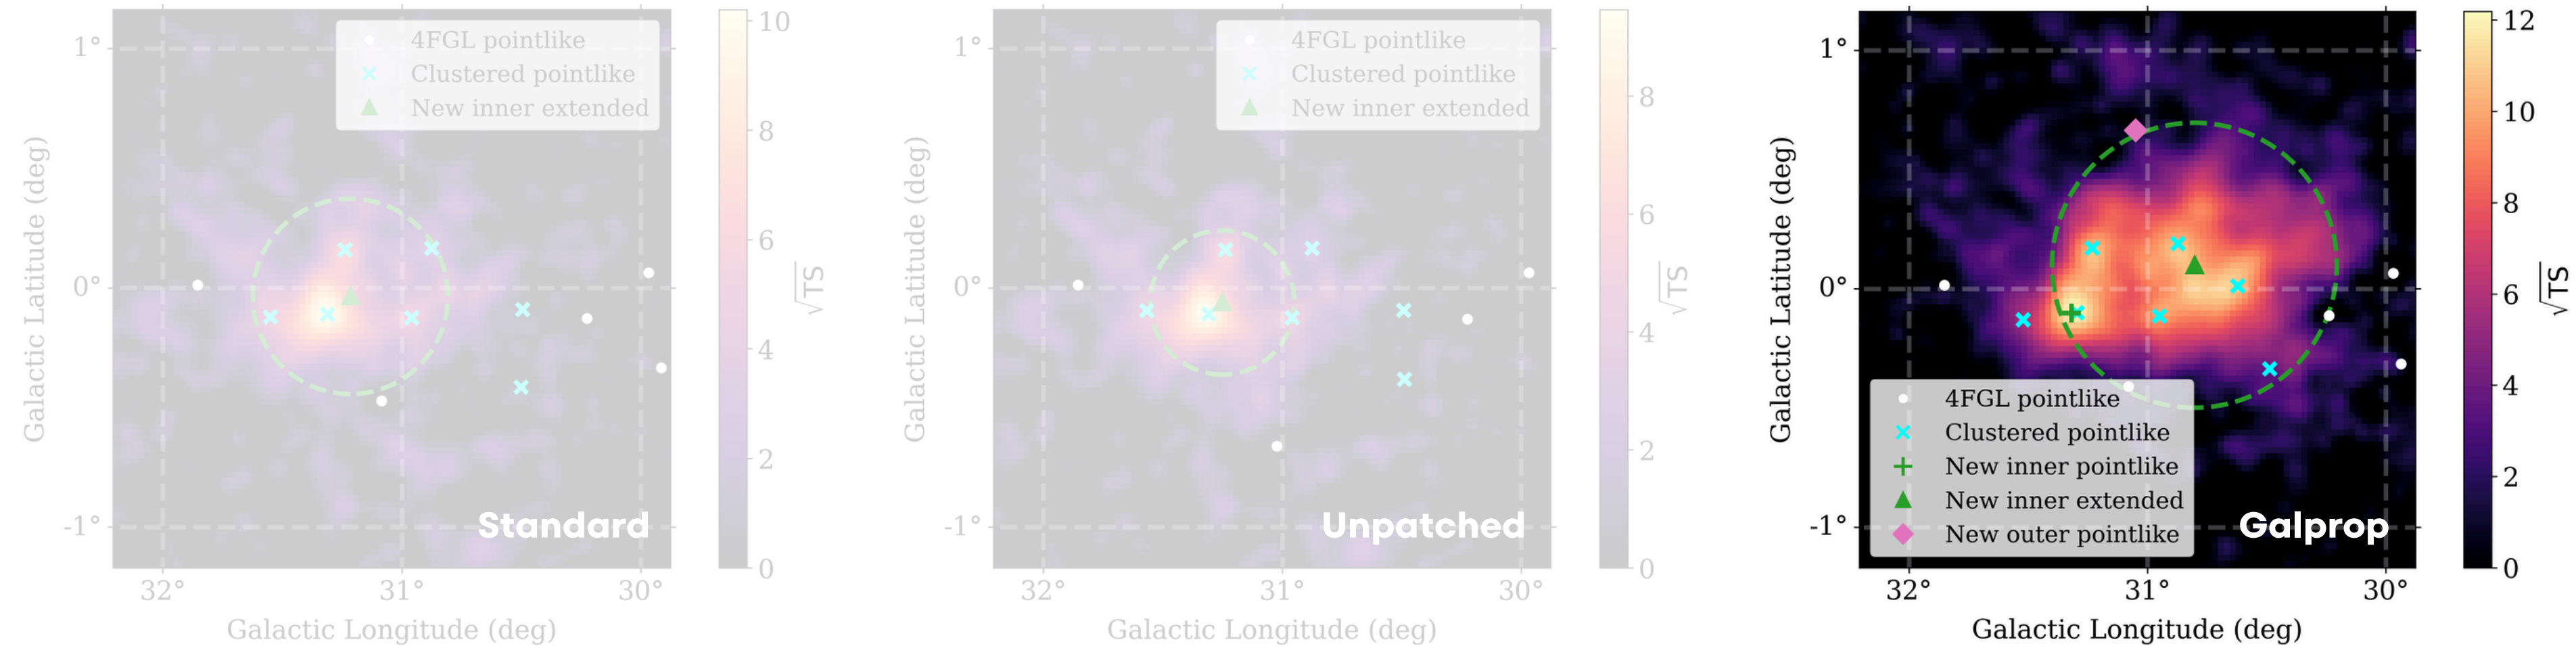 4FGL pointlike
Clustered pointlike
New inner extended
1°
0°
-1°
Galactic Latitude (deg)
32°
31°
30°
Galactic Longitude (deg)
Standard
10
8
6
4
2
0
√TS
4FGL pointlike
Clustered pointlike
New inner extended
1°
0°
-1°
Galactic Latitude (deg)
32°
31°
30°
Galactic Longitude (deg)
Unpatched
8
6
4
2
0
√TS
1°
0°
-1°
Galactic Latitude (deg)
4FGL pointlike
Clustered pointlike
New inner pointlike
New inner extended
New outer pointlike
Galprop
32°
31°
30°
Galactic Longitude (deg)
12
10
8
6
4
2
0
√TS